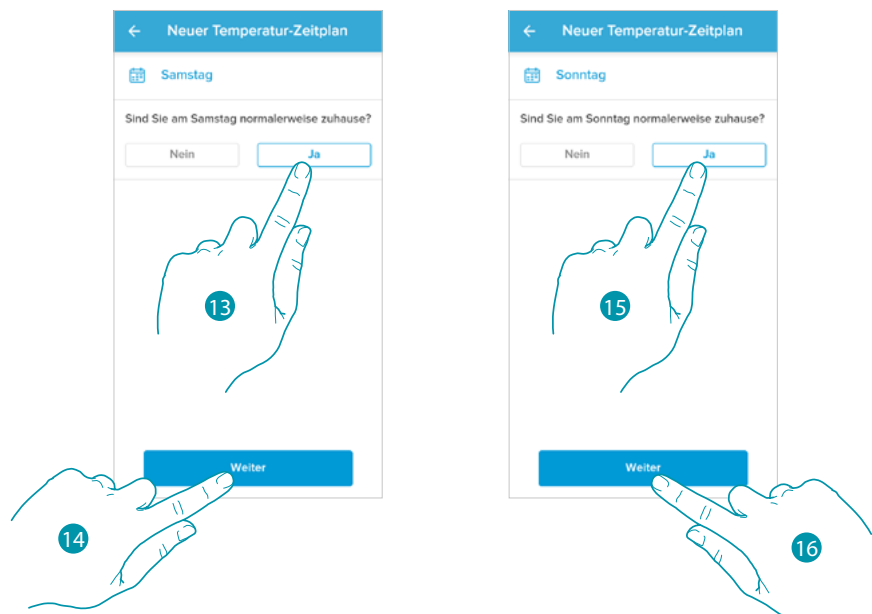 Neuer Temperatur-Zeitplan
Samstag
Sind Sie am Samstag normalerweise zuhause?
Nein
Ja
13
Weiter
14
Neuer Temperatur-Zeitplan
Sonntag
Sind Sie am Sonntag normalerweise zuhause?
Nein
Ja
15
Weiter
16